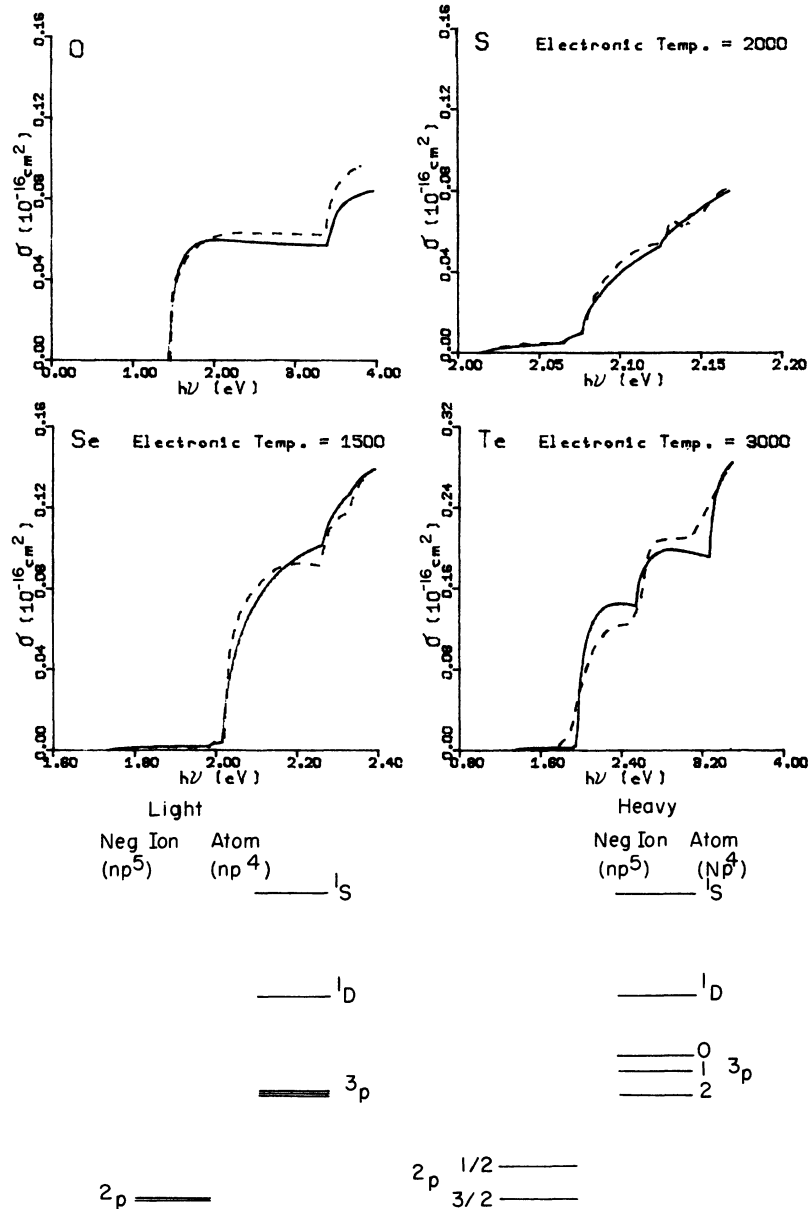 O
0.16
0.12
0.08
0.04
0.00
σ (10-16cm2)
0.00 1.00 2.00 3.00 4.00
hν (eV)
S Electronic Temp. = 2000
0.16
0.12
0.08
0.04
0.00
σ (10-16cm2)
2.00 2.05 2.10 2.15 2.20
hν (eV)
Se Electronic Temp. = 1500
0.16
0.12
0.08
0.04
0.00
σ (10-16cm2)
1.60 2.00 2.20 2.40
hν (eV)
Te Electronic Temp. = 3000
0.32
0.24
0.16
0.08
0.00
σ (10-16cm2)
0.80 2.40 3.20 4.00
hν (eV)
Light
Neg Ion Atom
(np5) (np4)
1S
1D
3p
2p
Heavy
Neg Ion Atom
(np5) (Np4)
1S
1D
0
1 3p
2
2p 1/2
3/2